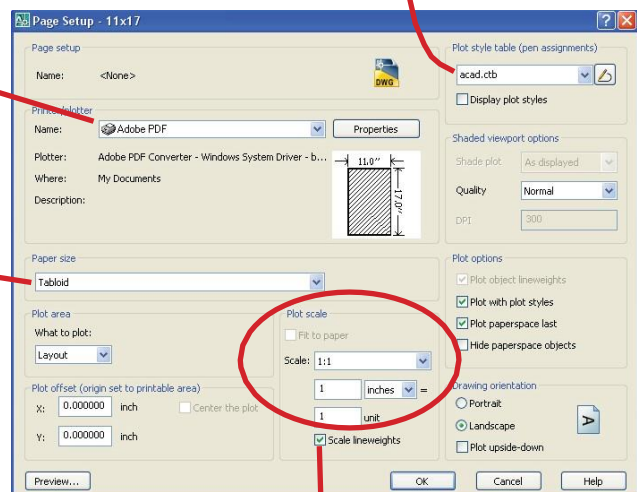 Page Setup - 11x17
Page setup
Name: <None>
DWG
Printer/plotter
Name: Adobe PDF
Properties
Plotter: Adobe PDF Converter - Windows System Driver - b...
Where: My Documents
Description:
11.0"
17.0"
Paper size
Tabloid
Plot area
What to plot:
Layout
Plot offset (origin set to printable area)
X: 0.000000 inch
Center the plot
Y: 0.000000 inch
Plot scale
Fit to paper
Scale: 1:1
1 inches =
1 unit
Scale lineweights
Plot style table (pen assignments)
acad.ctb
Display plot styles
Shaded viewport options
Shade plot As displayed
Quality Normal
DPI 300
Plot options
Plot object lineweights
Plot with plot styles
Plot paperspace last
Hide paperspace objects
Drawing orientation
Portrait
Landscape
Plot upside-down
A
Preview...
OK
Cancel
Help